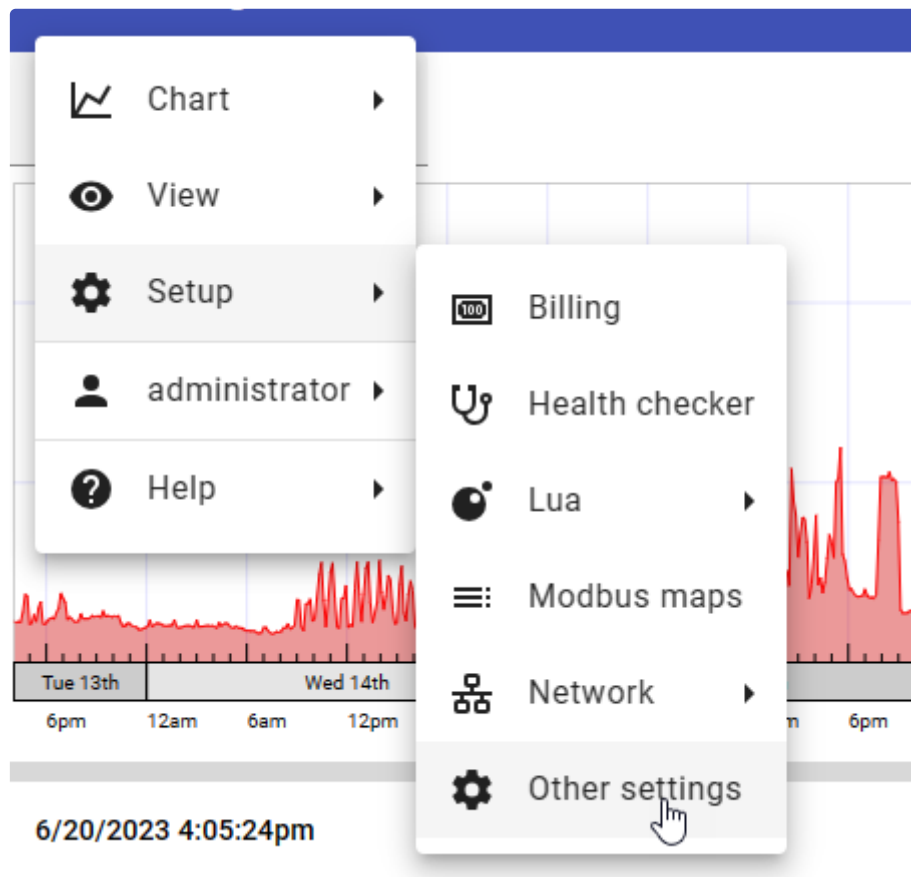 Chart
View
Setup
administrator
Help
100
Billing
Health checker
Lua
Modbus maps
Network
Other settings
Tue 13th
Wed 14th
6pm
12am
6am
12pm
6pm
6/20/2023 4:05:24pm